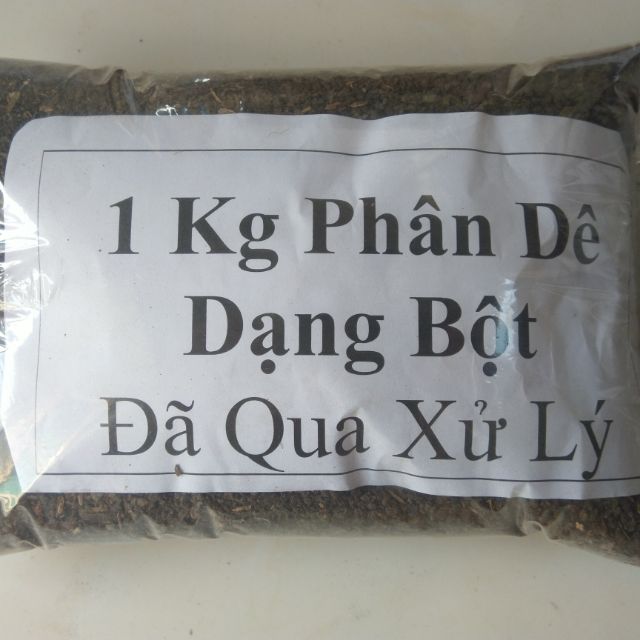 1 Kg Phân Dê
Dạng Bột
Đã Qua Xử Lý